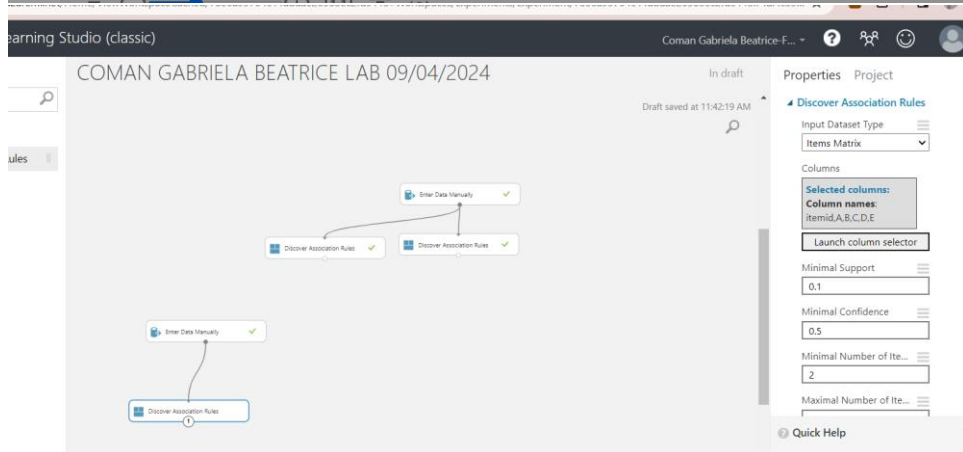 earning Studio (classic)
Coman Gabriela Beatrice-F...
COMAN GABRIELA BEATRICE LAB 09/04/2024
In draft
Draft saved at 11:42:19 AM
ules
Enter Data Manually
Discover Association Rules
Discover Association Rules
Enter Data Manually
Discover Association Rules
1
Properties Project
Discover Association Rules
Input Dataset Type
Items Matrix
Columns
Selected columns:
Column names:
itemid,A,B,C,D,E
Launch column selector
Minimal Support
0.1
Minimal Confidence
0.5
Minimal Number of Ite...
2
Maximal Number of Ite...
Quick Help